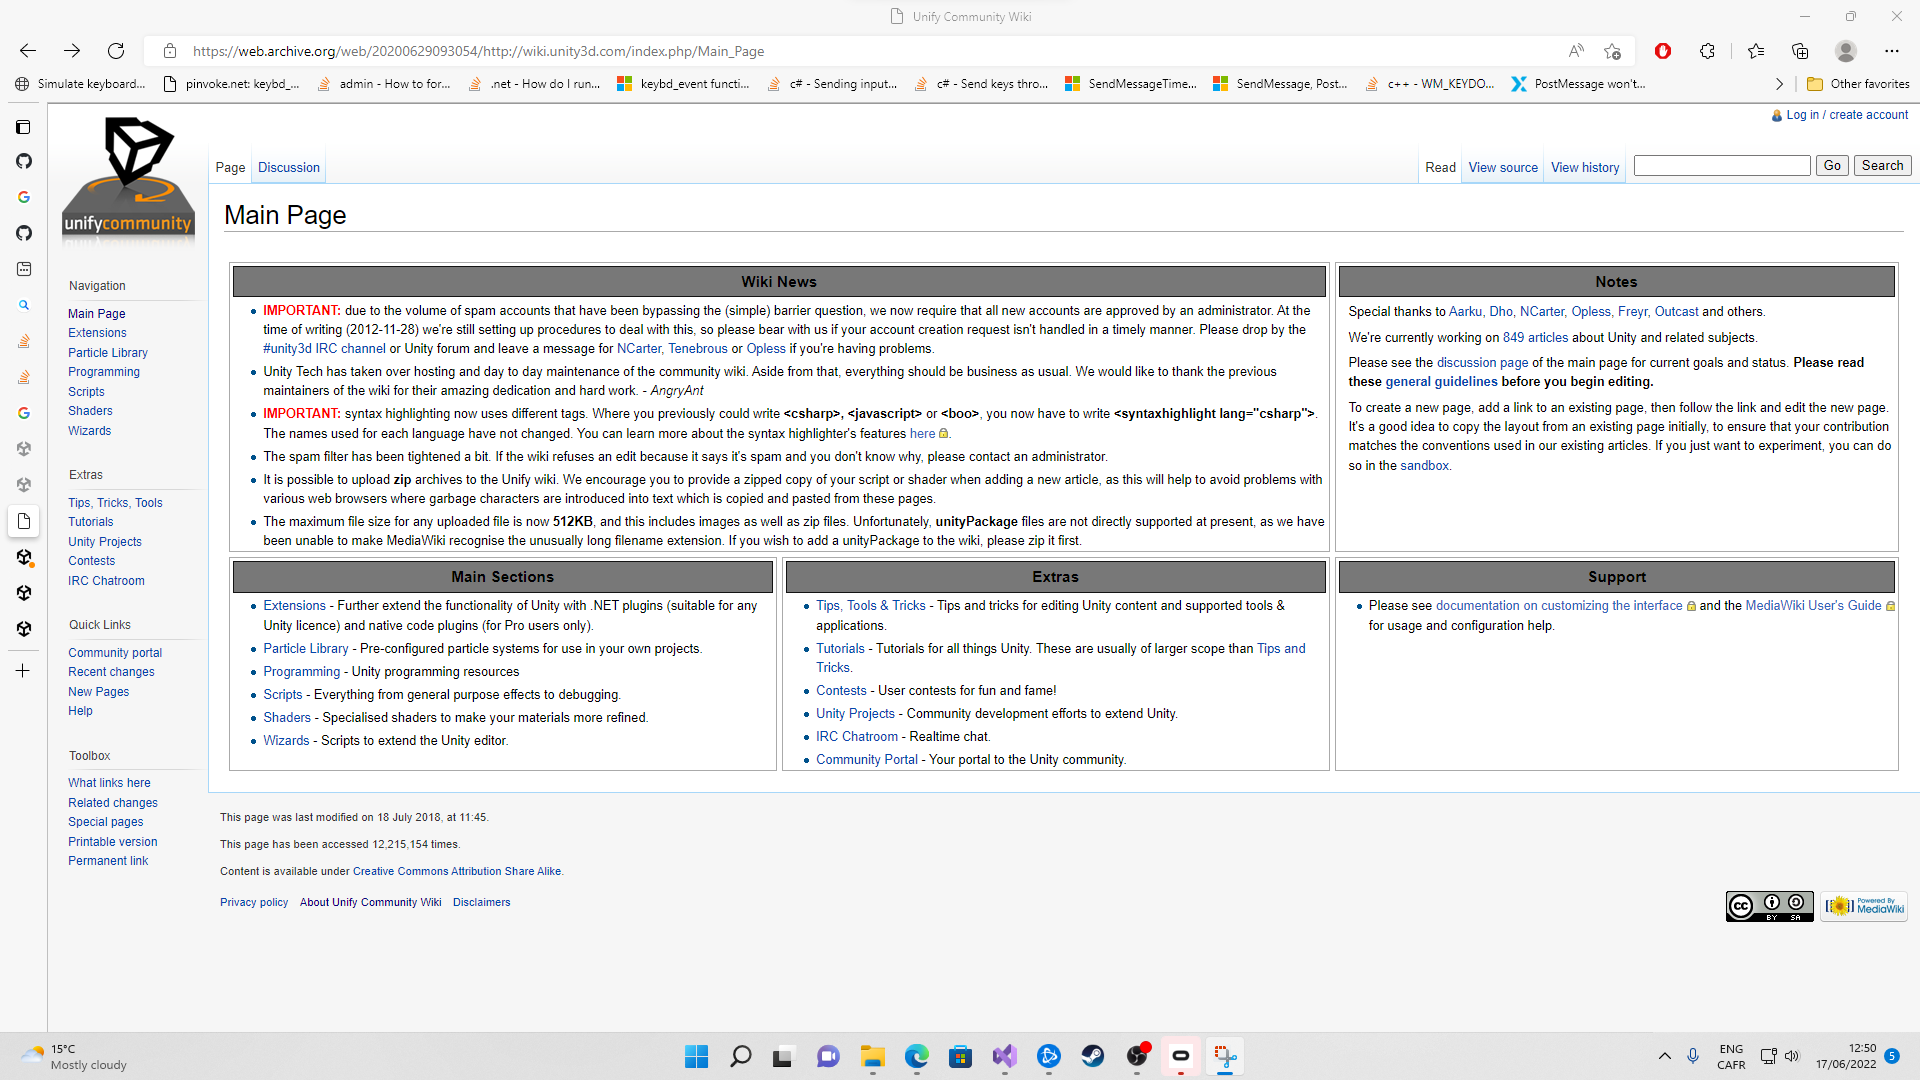 Unify Community Wiki
https://web.archive.org/web/20200629093054/http://wiki.unity3d.com/index.php/Main_Page
Simulate keyboard...
pinvoke.net: keybd_...
admin - How to for...
.net - How do I run...
keybd_event functi...
c# - Sending input...
c# - Send keys thro...
SendMessageTime...
SendMessage, Post...
c++ - WM_KEYDO...
PostMessage won't...
Other favorites
Log in / create account
unifycommunity
Page
Discussion
Read
View source
View history
Go
Search
Main Page
Navigation
Main Page
Extensions
Particle Library
Programming
Scripts
Shaders
Wizards
Extras
Tips, Tricks, Tools
Tutorials
Unity Projects
Contests
IRC Chatroom
Quick Links
Community portal
Recent changes
New Pages
Help
Toolbox
What links here
Related changes
Special pages
Printable version
Permanent link
Wiki News
IMPORTANT: due to the volume of spam accounts that have been bypassing the (simple) barrier question, we now require that all new accounts are approved by an administrator. At the
time of writing (2012-11-28) we're still setting up procedures to deal with this, so please bear with us if your account creation request isn't handled in a timely manner. Please drop by the
#unity3d IRC channel or Unity forum and leave a message for NCarter, Tenebrous or Opless if you're having problems.
Unity Tech has taken over hosting and day to day maintenance of the community wiki. Aside from that, everything should be business as usual. We would like to thank the previous
maintainers of the wiki for their amazing dedication and hard work. - AngryAnt
IMPORTANT: syntax highlighting now uses different tags. Where you previously could write <csharp>, <javascript> or <boo>, you now have to write <syntaxhighlight lang="csharp">.
The names used for each language have not changed. You can learn more about the syntax highlighter's features here.
The spam filter has been tightened a bit. If the wiki refuses an edit because it says it's spam and you don't know why, please contact an administrator.
It is possible to upload zip archives to the Unify wiki. We encourage you to provide a zipped copy of your script or shader when adding a new article, as this will help to avoid problems with
various web browsers where garbage characters are introduced into text which is copied and pasted from these pages.
The maximum file size for any uploaded file is now 512KB, and this includes images as well as zip files. Unfortunately, unityPackage files are not directly supported at present, as we have
been unable to make MediaWiki recognise the unusually long filename extension. If you wish to add a unityPackage to the wiki, please zip it first.
Notes
Special thanks to Aarku, Dho, NCarter, Opless, Freyr, Outcast and others.
We're currently working on 849 articles about Unity and related subjects.
Please see the discussion page of the main page for current goals and status. Please read
these general guidelines before you begin editing.
To create a new page, add a link to an existing page, then follow the link and edit the new page.
It's a good idea to copy the layout from an existing page initially, to ensure that your contribution
matches the conventions used in our existing articles. If you just want to experiment, you can do
so in the sandbox.
Main Sections
Extensions - Further extend the functionality of Unity with .NET plugins (suitable for any
Unity licence) and native code plugins (for Pro users only).
Particle Library - Pre-configured particle systems for use in your own projects.
Programming - Unity programming resources
Scripts - Everything from general purpose effects to debugging.
Shaders - Specialised shaders to make your materials more refined.
Wizards - Scripts to extend the Unity editor.
Extras
Tips, Tools & Tricks - Tips and tricks for editing Unity content and supported tools &
applications.
Tutorials - Tutorials for all things Unity. These are usually of larger scope than Tips and
Tricks.
Contests - User contests for fun and fame!
Unity Projects - Community development efforts to extend Unity.
IRC Chatroom - Realtime chat.
Community Portal - Your portal to the Unity community.
Support
Please see documentation on customizing the interface and the MediaWiki User's Guide
for usage and configuration help.
This page was last modified on 18 July 2018, at 11:45.
This page has been accessed 12,215,154 times.
Content is available under Creative Commons Attribution Share Alike.
Privacy policy
About Unify Community Wiki
Disclaimers
CC BY SA
Powered By
MediaWiki
15°C
Mostly cloudy
ENG
CAFR
12:50
17/06/2022
5